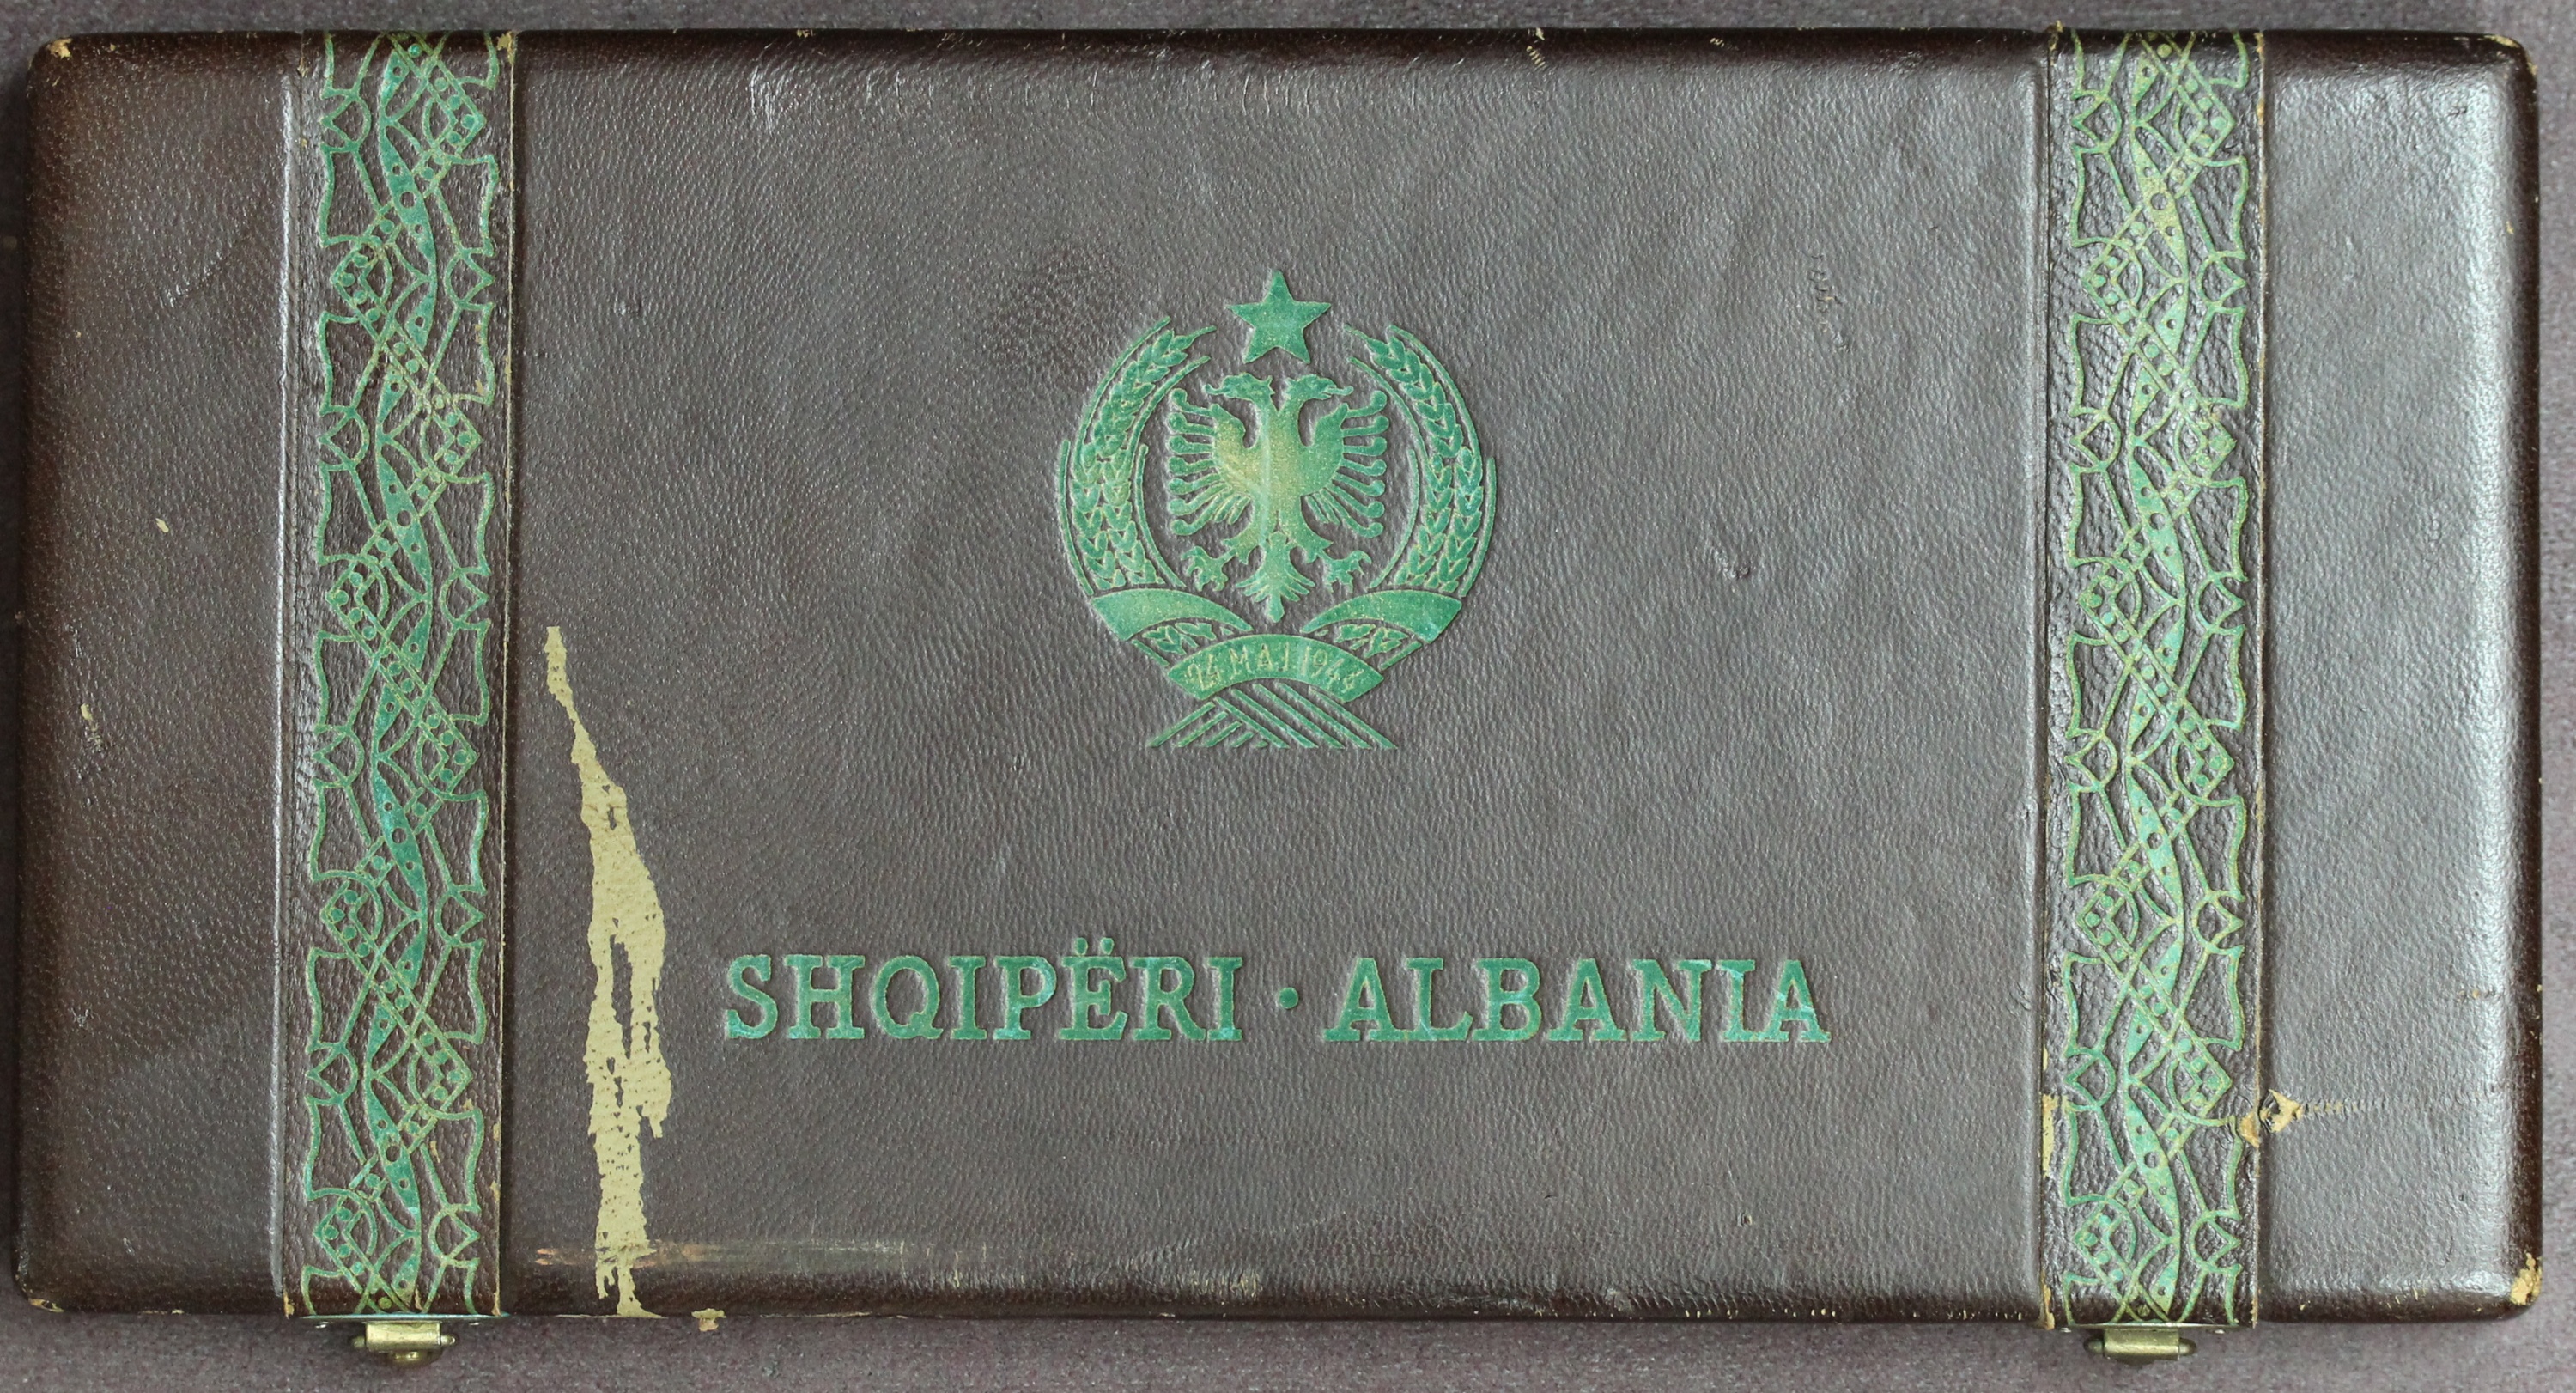 24 MAJ 1944
SHQIPËRI • ALBANIA